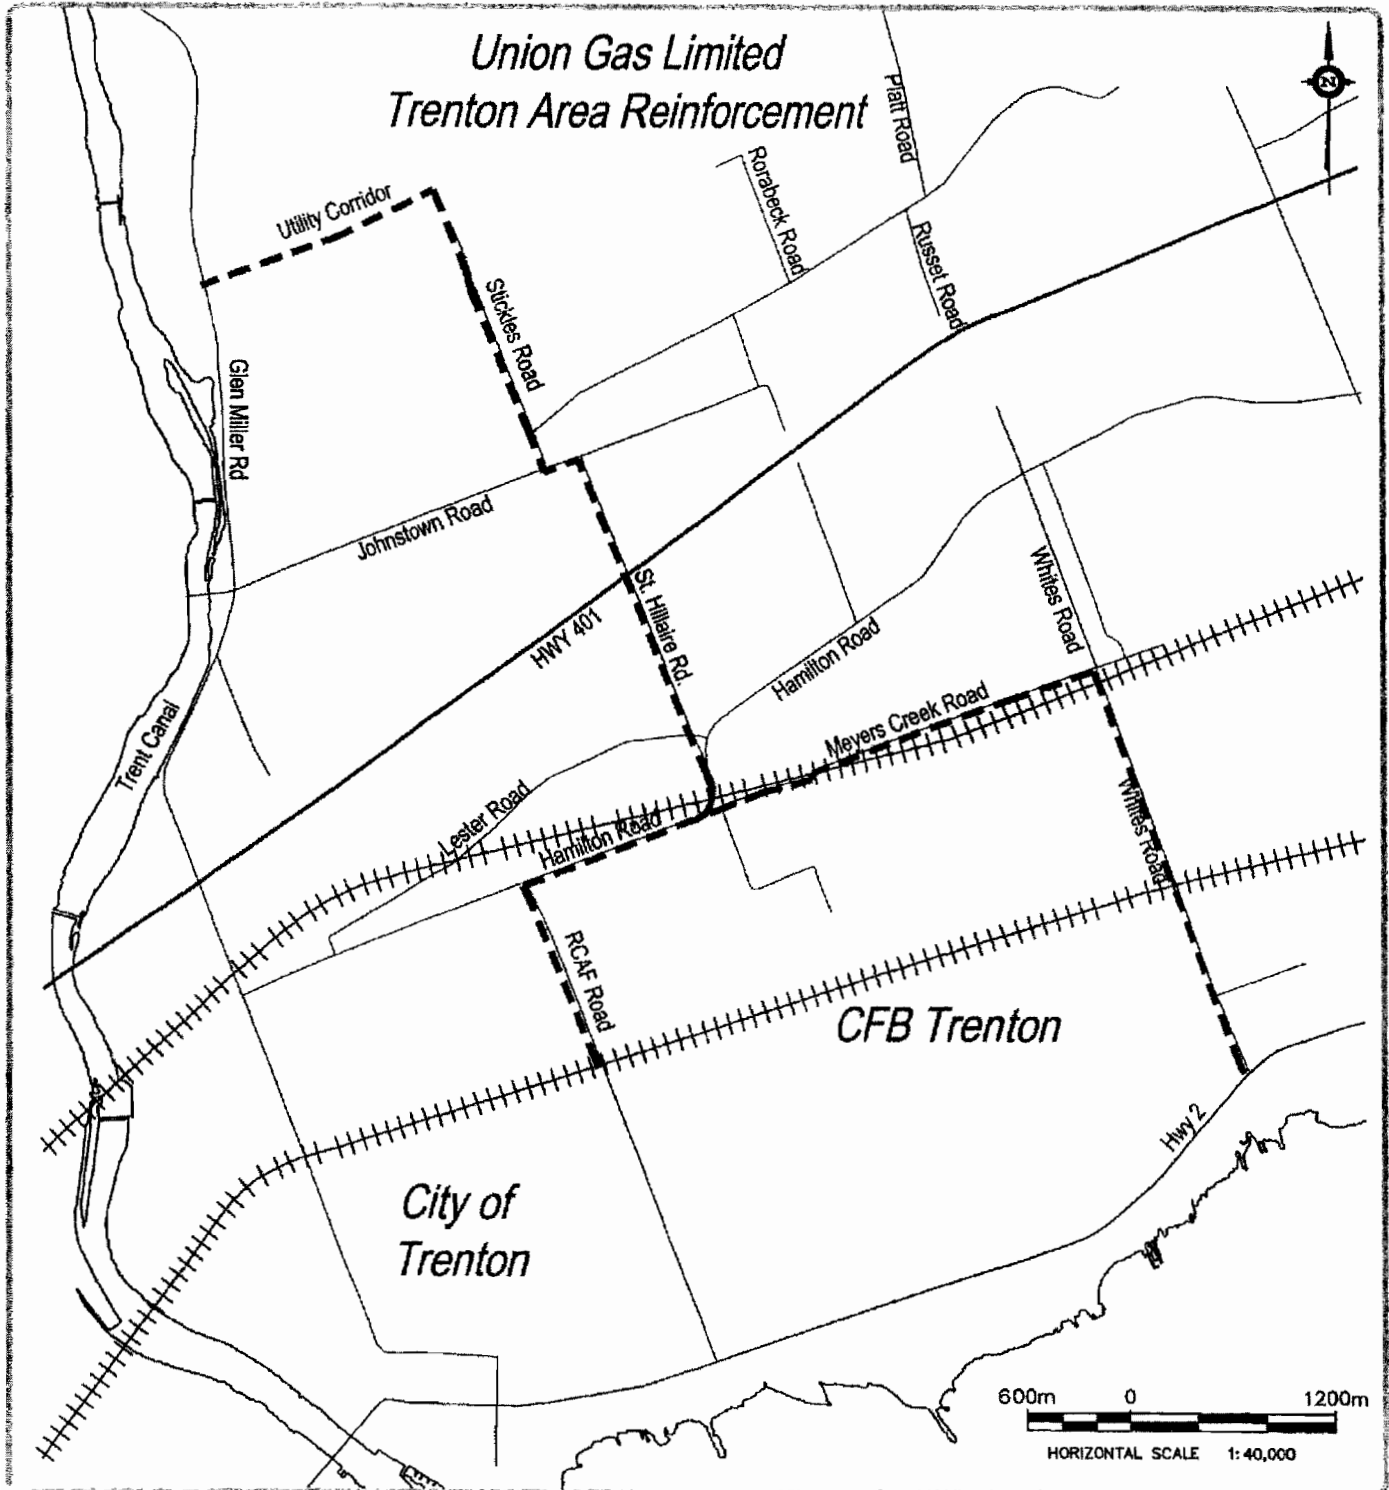 Union Gas Limited
Trenton Area Reinforcement
N
Platt Road
Rorabeck Road
Utility Corridor
Russet Road
Stickles Road
Glen Miller Rd
Johnstown Road
HWY 401
St. Hillaire Rd.
Whites Road
Hamilton Road
Meyers Creek Road
Trent Canal
Lester Road
Hamilton Road
Whites Road
RCAF Road
CFB Trenton
Hwy 2
City of
Trenton
600m 0 1200m
HORIZONTAL SCALE 1:40,000